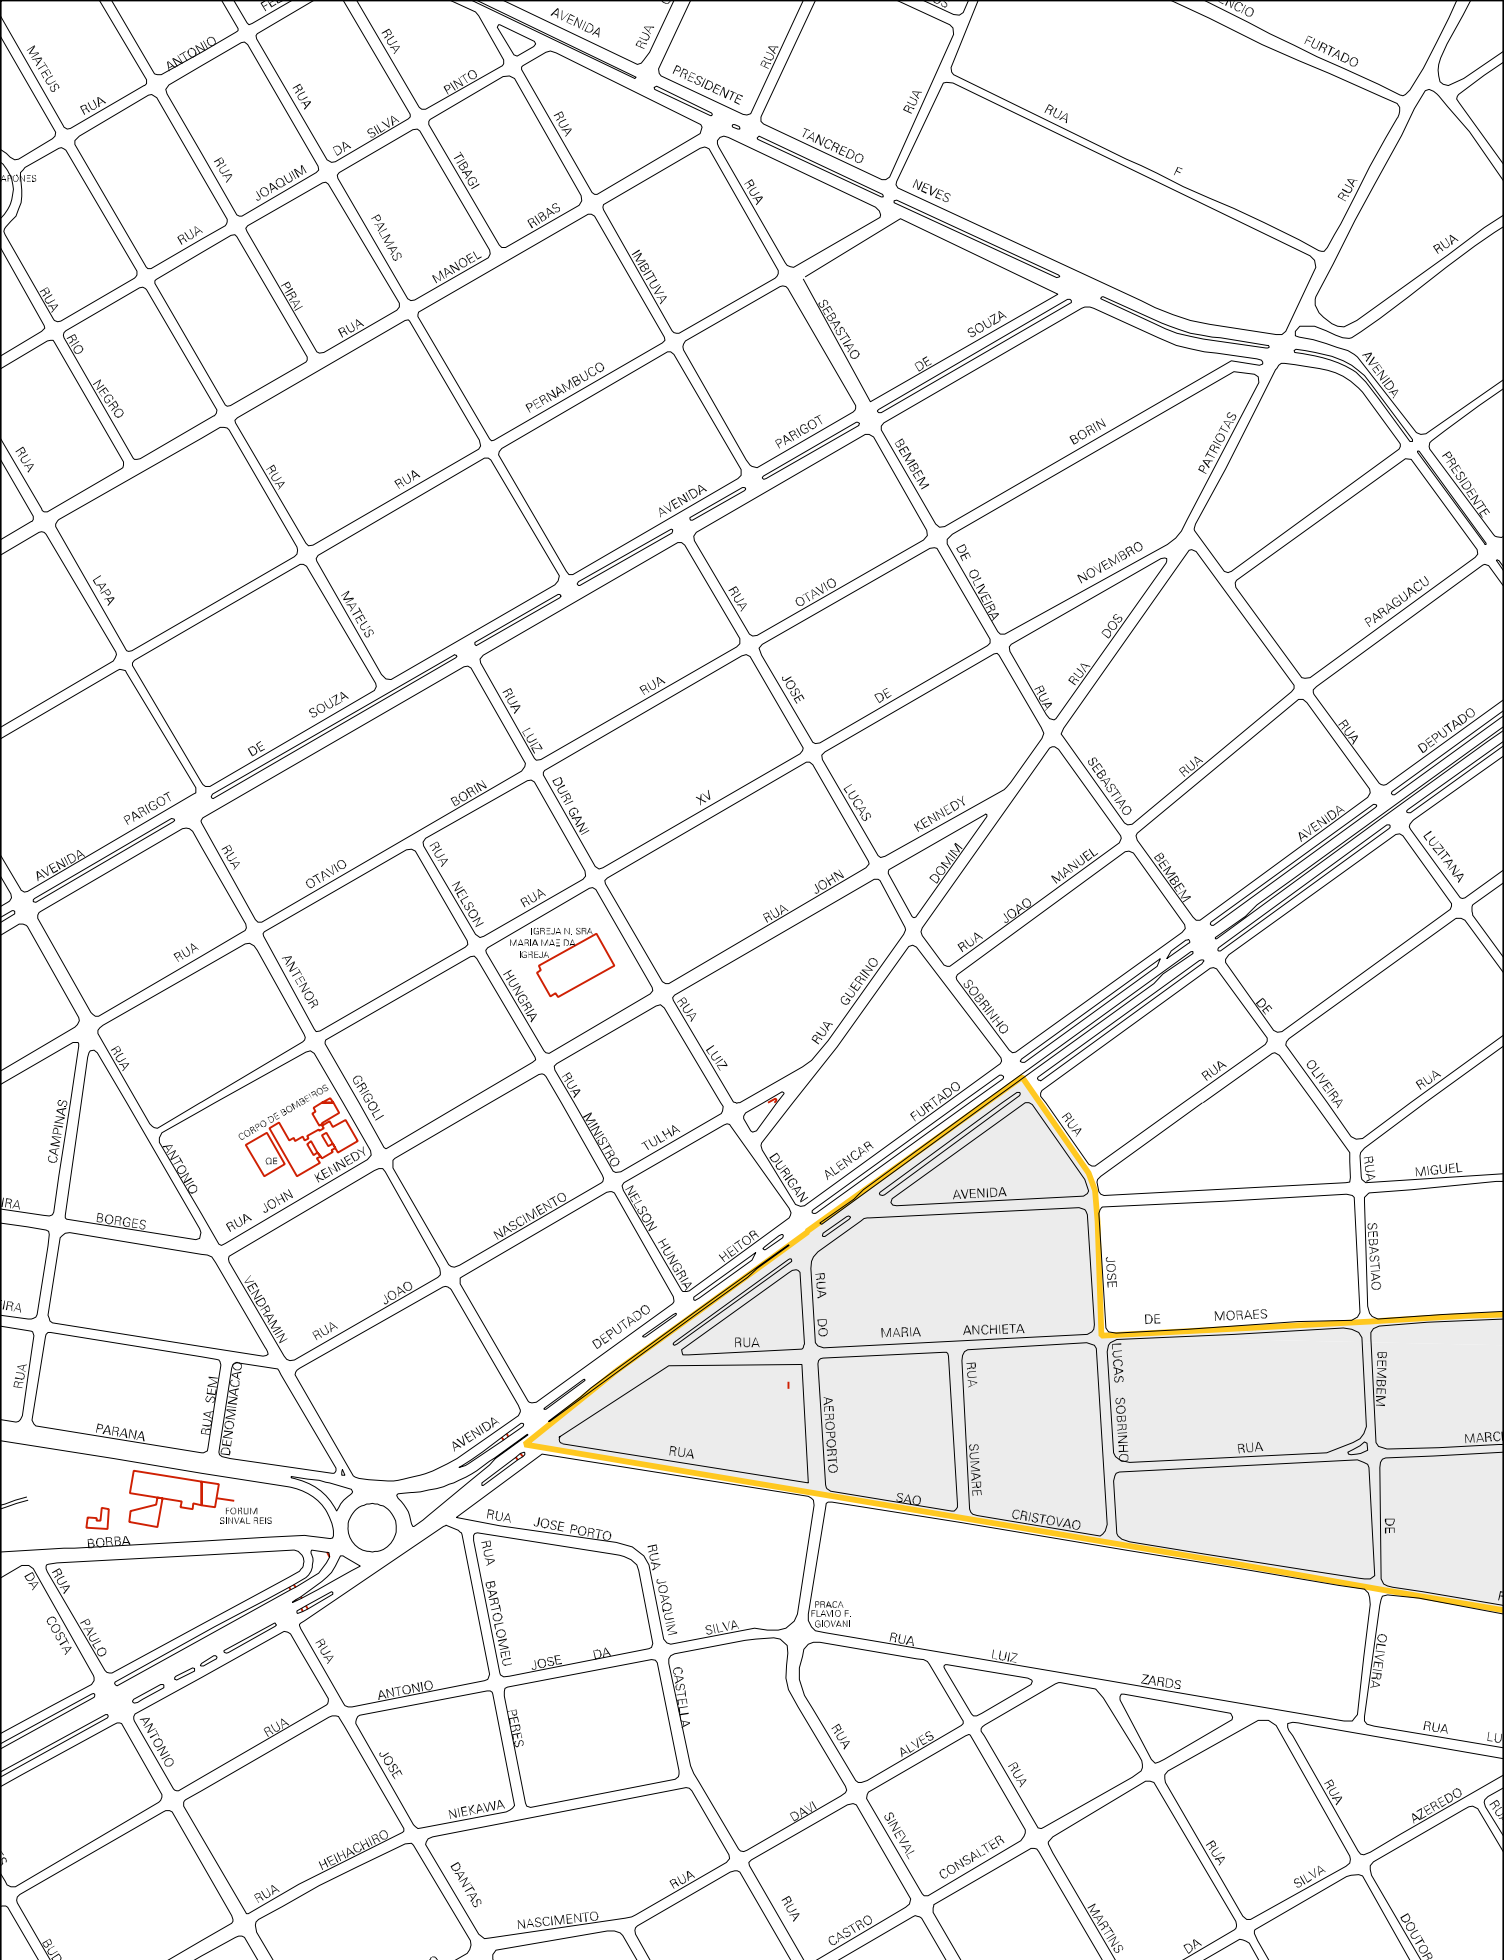 AVENIDA
RUA
RUA
FURTADO
MATEUS
ANTONIO
RUA
PRESIDENTE
RUA
RUA
PINTO
RUA
RUA
RUA
RUA
SILVA
DA
TANCREDO
F
RUA
JOAQUIM
TIBAGI
RUA
NEVES
RUA
RUA
PALMAS
RIBAS
RUA
MANOEL
IMBITUVA
RUA
PIRAI
RUA
SEBASTIAO
SOUZA
DE
RIO
NEGRO
PERNAMBUCO
AVENIDA
PARIGOT
BORIN
PATRIOTAS
RUA
RUA
RUA
BEMBEM
PRESIDENTE
AVENIDA
LAPA
MATEUS
RUA
OTAVIO
DE OLIVEIRA
NOVEMBRO
PARAGUACU
DOS
RUA
SOUZA
DE
RUA
LUIZ
RUA
JOSE
DE
RUA
RUA
DEPUTADO
PARIGOT
AVENIDA
BORIN
DURIGANI
XV
LUCAS
KENNEDY
SEBASTIAO
RUA
AVENIDA
LUZITANA
RUA
OTAVIO
RUA
NELSON
RUA
JOHN
RUA
DOMIM
MANUEL
JOAO
RUA
BEMBEM
IGREJA N. SRA
MARIA MAE DA
IGREJA
RUA
ANTENOR
HUNGRIA
RUA
LUIZ
GUERINO
RUA
SOBRINHO
DE
OLIVEIRA
RUA
RUA
RUA
GRIGOLI
CORPO DE BOMBEIROS
QE
KENNEDY
JOHN
RUA
RUA
MINISTRO
TULHA
DURIGAN
FURTADO
ALENCAR
RUA
CAMPINAS
ANTONIO
BORGES
NASCIMENTO
NELSON
HUNGRIA
HEITOR
AVENIDA
RUA
MIGUEL
SEBASTIAO
VENDRAMIN
JOAO
RUA
DEPUTADO
RUA
DO
JOSE
DE
MORAES
RUA
MARIA
ANCHIETA
RUA
LUCAS
SOBRINHO
BEMBEM
RUA
RUA SEM
DENOMINACAO
PARANA
AVENIDA
RUA
AEROPORTO
SUMARE
RUA
SAO
CRISTOVAO
DE
FORUM
SINVAL REIS
BORBA
RUA
JOSE PORTO
RUA
BARTOLOMEU
RUA JOAQUIM
PRACA
FLAVIO F.
GIOVANI
DA
COSTA
RUA
PAULO
RUA
SILVA
DA
JOSE
ANTONIO
RUA
LUIZ
ZARDS
OLIVEIRA
RUA
CASTELLA
PERES
ANTONIO
RUA
JOSE
NIEKAWA
HEIHACHIRO
RUA
RUA
ALVES
RUA
RUA
AZEREDO
DAVI
SINEVAL
CONSALTER
RUA
SILVA
DANTAS
RUA
NASCIMENTO
RUA
CASTRO
MARTINS
DA
DOUTOR